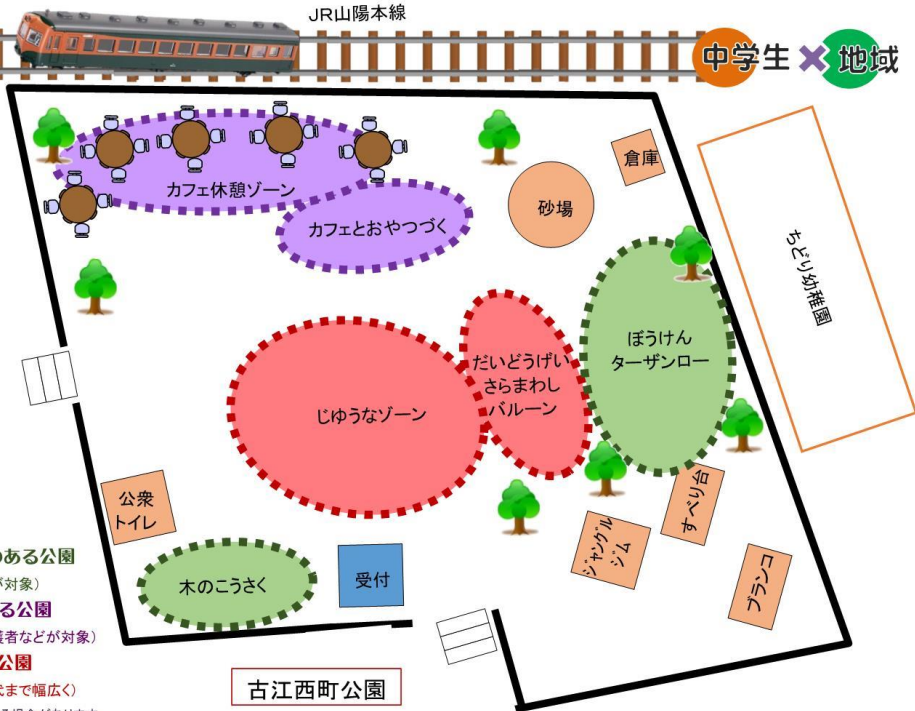 JR山陽本線
中学生×地域
倉庫
カフェ休憩ゾーン
砂場
カフェとおやつづく
ちどり幼稚園
ぼうけん
ターザンロー
だいどうげい
さらまわし
バルーン
じゆうなゾーン
公衆
トイレ
すべり台
ジャングル
ジム
ブランコ
木のこうさく
受付
のある公園
が対象）
る公園
護者などが対象）
公園
代まで幅広く）
古江西町公園